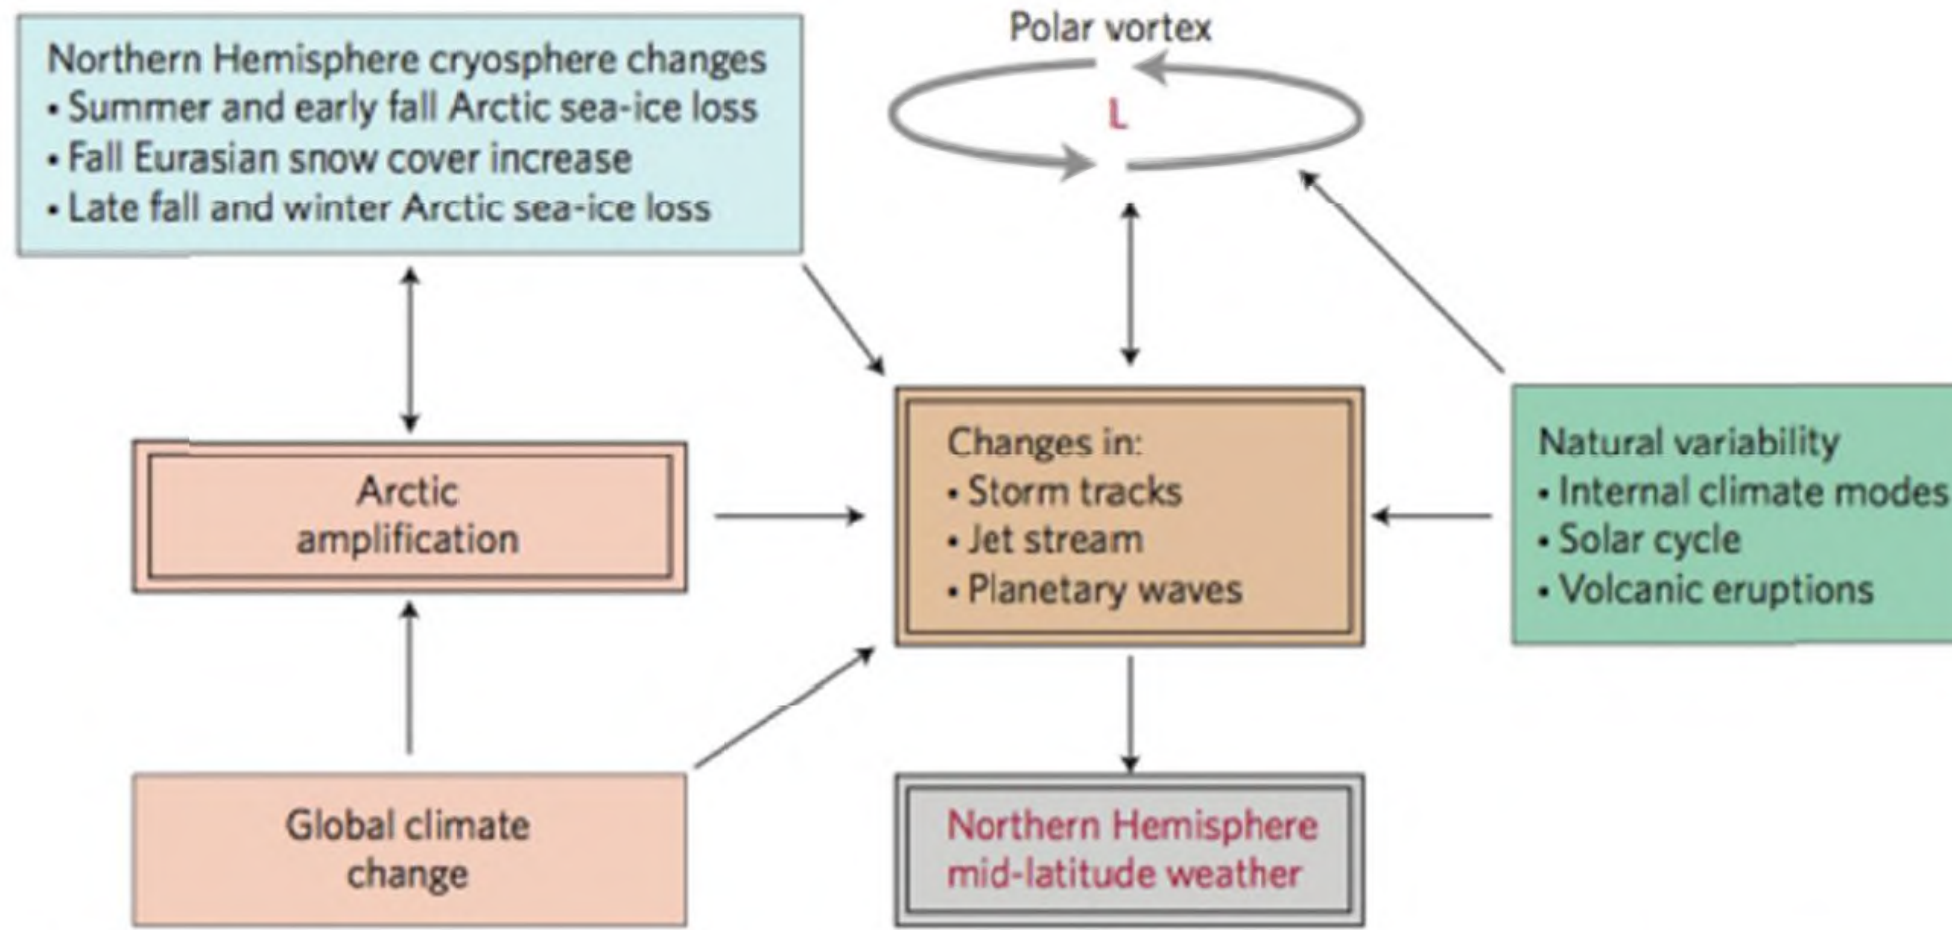 Northern Hemisphere cryosphere changes
• Summer and early fall Arctic sea-ice loss
• Fall Eurasian snow cover increase
• Late fall and winter Arctic sea-ice loss
Polar vortex
L
Arctic
amplification
Changes in:
• Storm tracks
• Jet stream
• Planetary waves
Natural variability
• Internal climate modes
• Solar cycle
• Volcanic eruptions
Global climate
change
Northern Hemisphere
mid-latitude weather